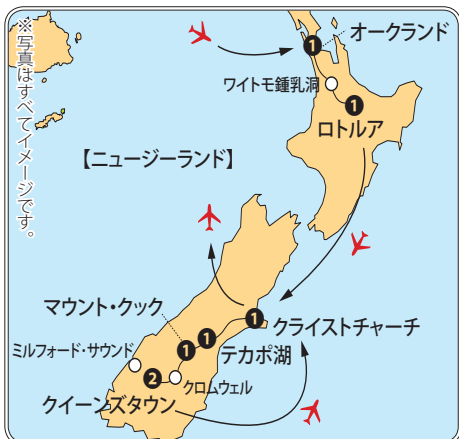 ※写真はすべてイメージです。
オークランド
1
ワイトモ鍾乳洞
1
ロトルア
【ニュージーランド】
マウント・クック
1
クライストチャーチ
1
1
テカポ湖
ミルフォード・サウンド
2
クロムウェル
クイーンズタウン